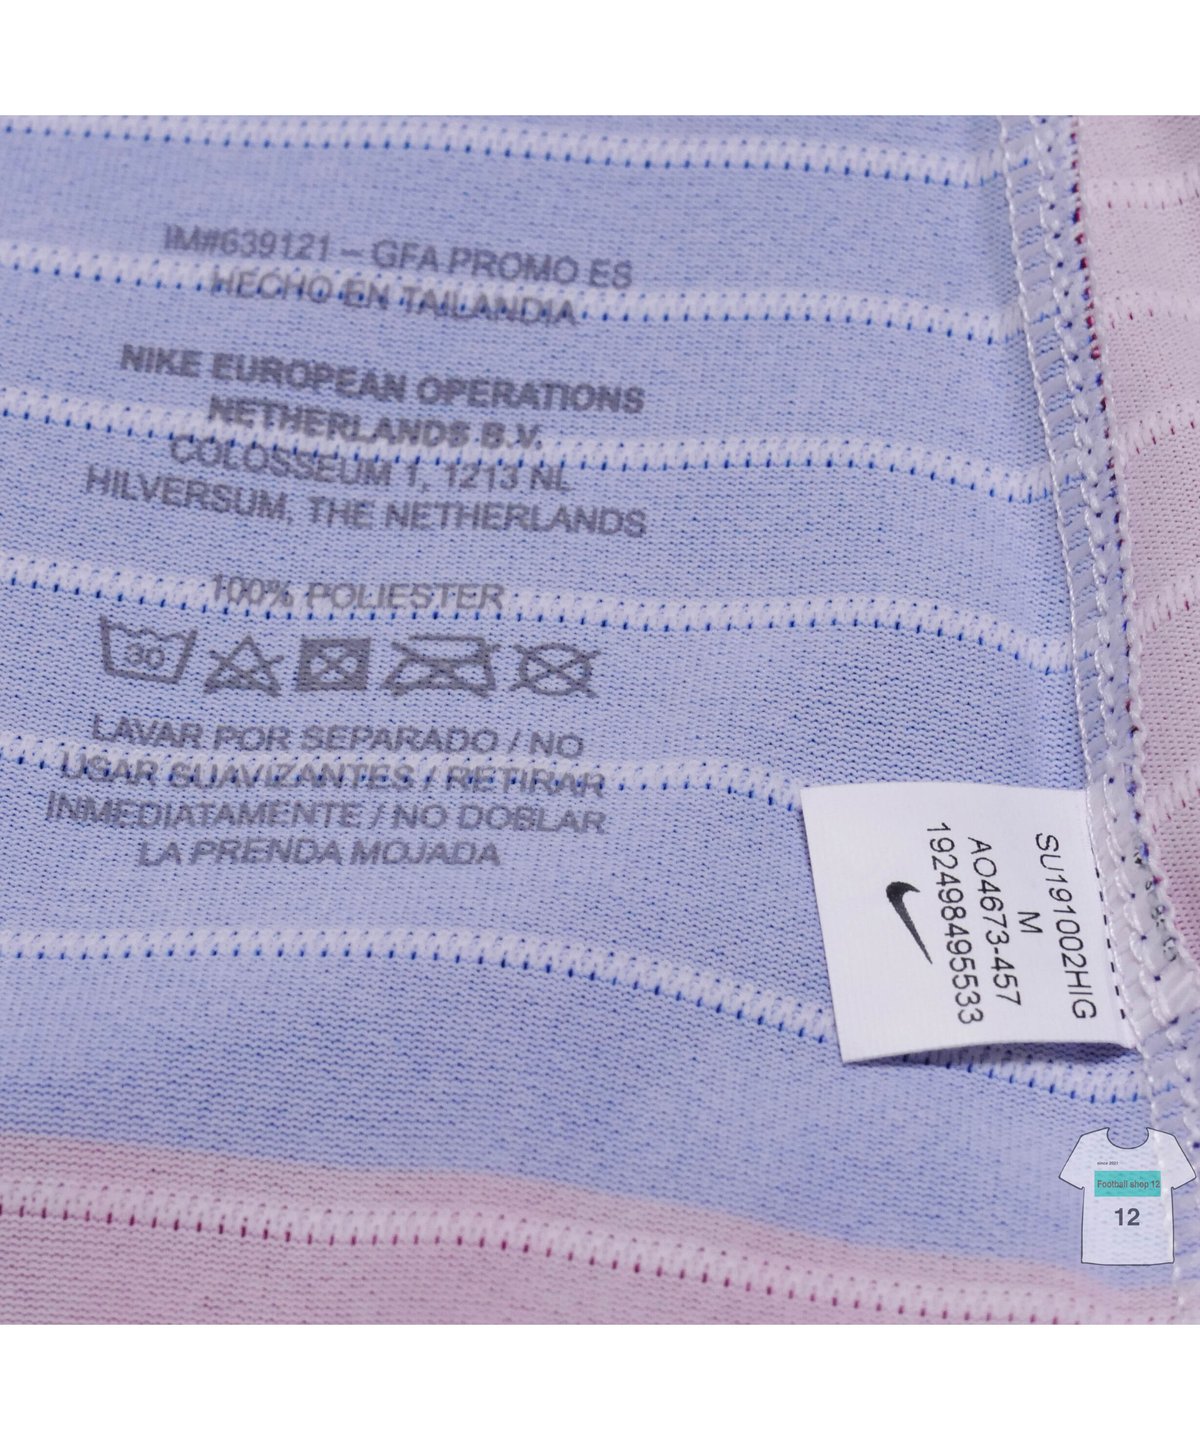 IM#639121 – GFA PROMO ES
HECHO EN TAILANDIA
NIKE EUROPEAN OPERATIONS
NETHERLANDS B.V.
COLOSSEUM 1, 1213 NL
HILVERSUM, THE NETHERLANDS
100% POLIESTER
30
LAVAR POR SEPARADO / NO
USAR SUAVIZANTES / RETIRAR
INMEDIATAMENTE / NO DOBLAR
LA PRENDA MOJADA
SU191002HIG
M
AO4673-457
192498495533
since 2021
Football shop 12
12